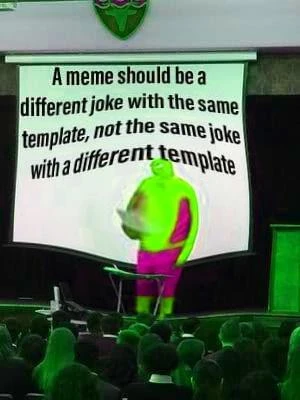 A meme should be a
different joke with the same
template, not the same joke
with a different template